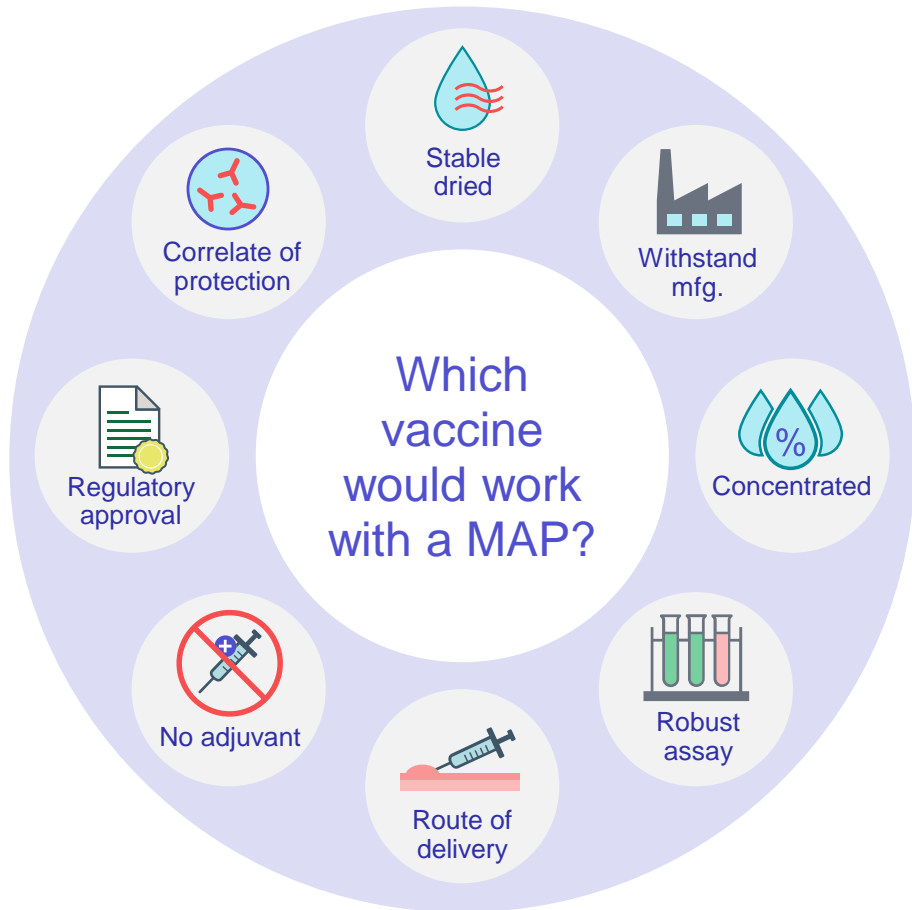 Which
vaccine
would work
with a MAP?
Stable
dried
Withstand
mfg.
%
Concentrated
Robust
assay
Route of
delivery
No adjuvant
Regulatory
approval
Correlate of
protection